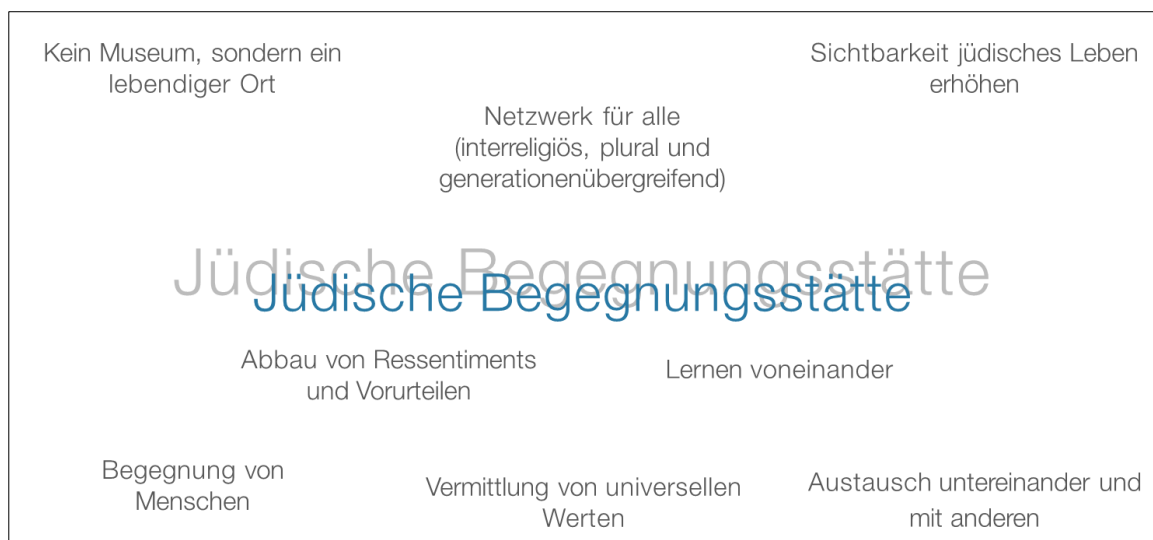 Kein Museum, sondern ein
lebendiger Ort
Sichtbarkeit jüdisches Leben
erhöhen
Netzwerk für alle
(interreligiös, plural und
generationenübergreifend)
Jüdische Begegnungsstätte
Jüdische Begegnungsstätte
Abbau von Ressentiments
und Vorurteilen
Lernen voneinander
Begegnung von
Menschen
Vermittlung von universellen
Werten
Austausch untereinander und
mit anderen